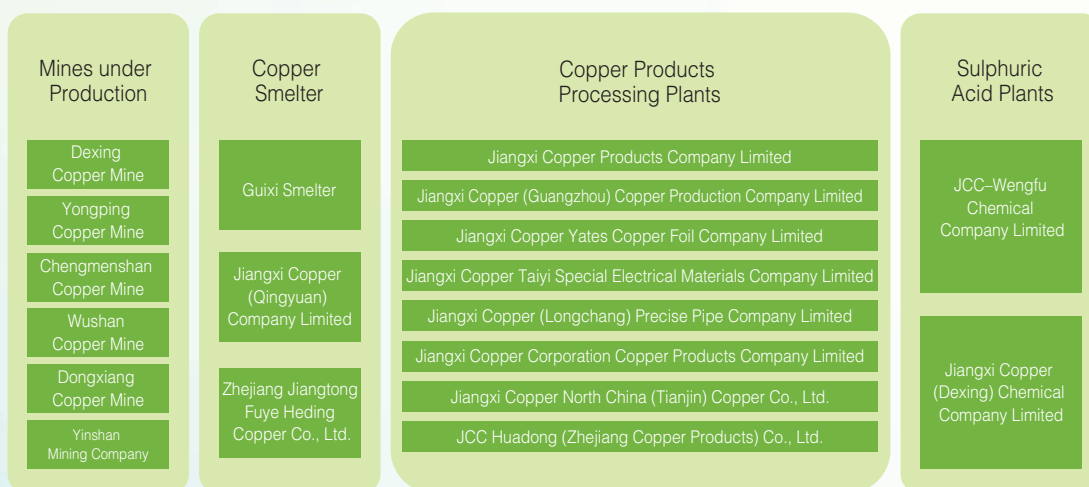 Mines under
Production
Dexing
Copper Mine
Yongping
Copper Mine
Chengmenshan
Copper Mine
Wushan
Copper Mine
Dongxiang
Copper Mine
Yinshan
Mining Company
Copper
Smelter
Guixi Smelter
Jiangxi Copper
(Qingyuan)
Company Limited
Zhejiang Jiangtong
Fuye Heding
Copper Co., Ltd.
Copper Products
Processing Plants
Jiangxi Copper Products Company Limited
Jiangxi Copper (Guangzhou) Copper Production Company Limited
Jiangxi Copper Yates Copper Foil Company Limited
Jiangxi Copper Taiyi Special Electrical Materials Company Limited
Jiangxi Copper (Longchang) Precise Pipe Company Limited
Jiangxi Copper Corporation Copper Products Company Limited
Jiangxi Copper North China (Tianjin) Copper Co., Ltd.
JCC Huadong (Zhejiang Copper Products) Co., Ltd.
Sulphuric
Acid Plants
JCC–Wengfu
Chemical
Company Limited
Jiangxi Copper
(Dexing) Chemical
Company Limited